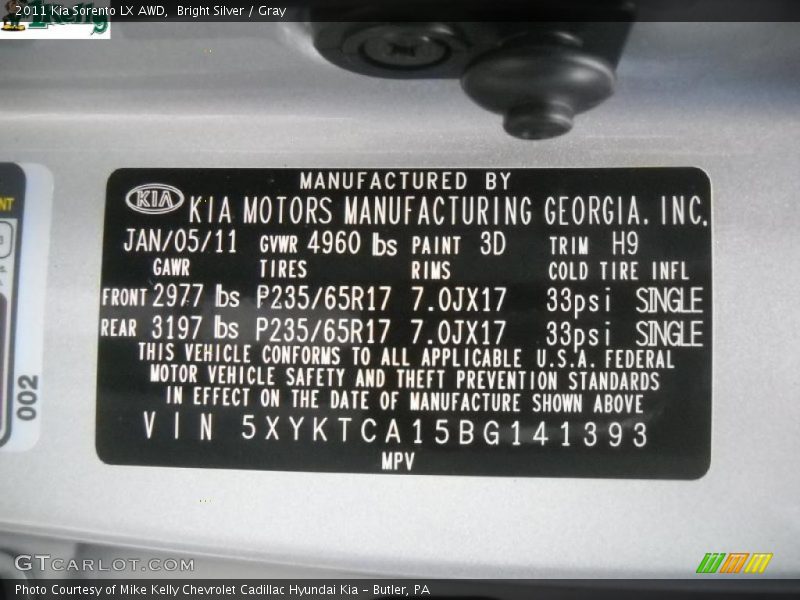 2011 Kia Sorento LX AWD,  Bright Silver / Gray
Kelly
NT
002
MANUFACTURED BY
KIA KIA MOTORS MANUFACTURING GEORGIA. INC.
JAN/05/11 GVWR 4960 lbs PAINT 3D TRIM H9
GAWR TIRES RIMS COLD TIRE INFL
FRONT 2977 lbs P235/65R17 7.0JX17 33psi SINGLE
REAR 3197 lbs P235/65R17 7.0JX17 33psi SINGLE
THIS VEHICLE CONFORMS TO ALL APPLICABLE U.S.A. FEDERAL
MOTOR VEHICLE SAFETY AND THEFT PREVENTION STANDARDS
IN EFFECT ON THE DATE OF MANUFACTURE SHOWN ABOVE
VIN 5XYKTCA15BG141393
MPV
GTCARLOT.COM
Photo Courtesy of Mike Kelly Chevrolet Cadillac Hyundai Kia – Butler, PA